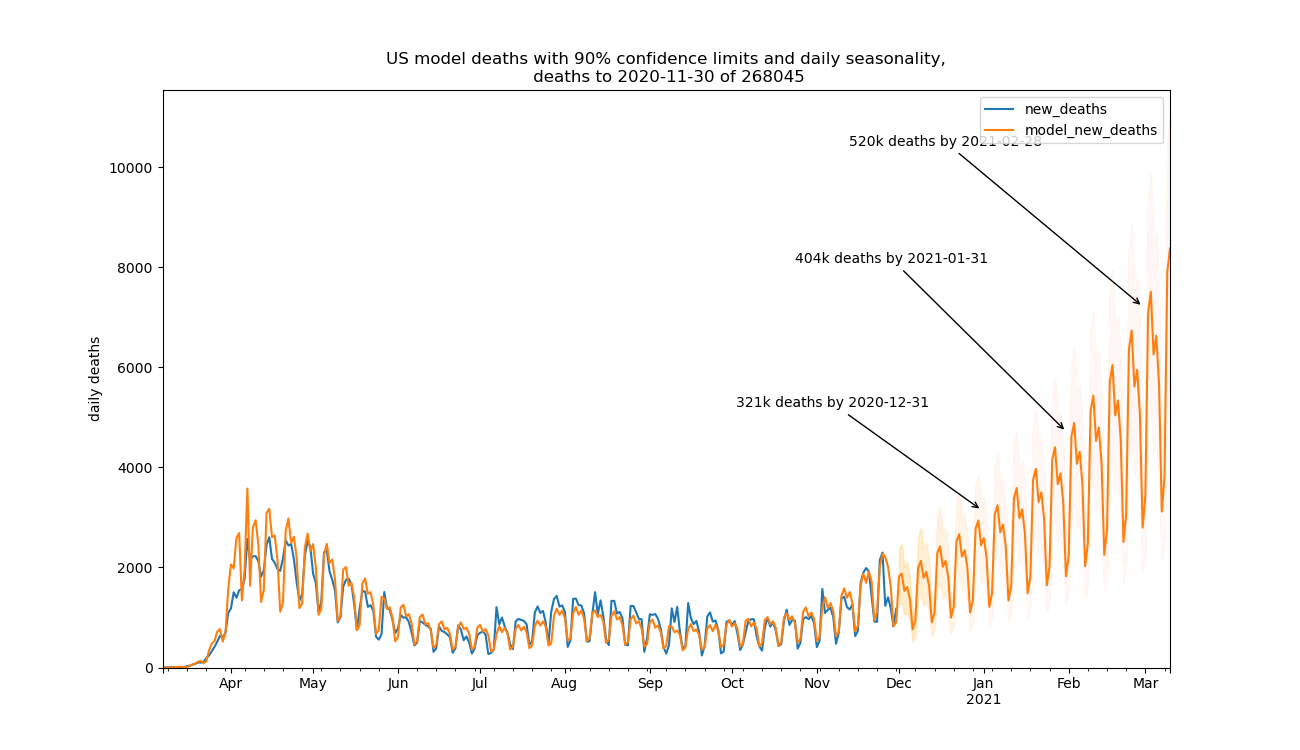 US model deaths with 90% confidence limits and daily seasonality,
deaths to 2020-11-30 of 268045
new_deaths
model_new_deaths
520k deaths by 2021-02-28
404k deaths by 2021-01-31
321k deaths by 2020-12-31
daily deaths
10000
8000
6000
4000
2000
0
Apr May Jun Jul Aug Sep Oct Nov Dec Jan Feb Mar
2021